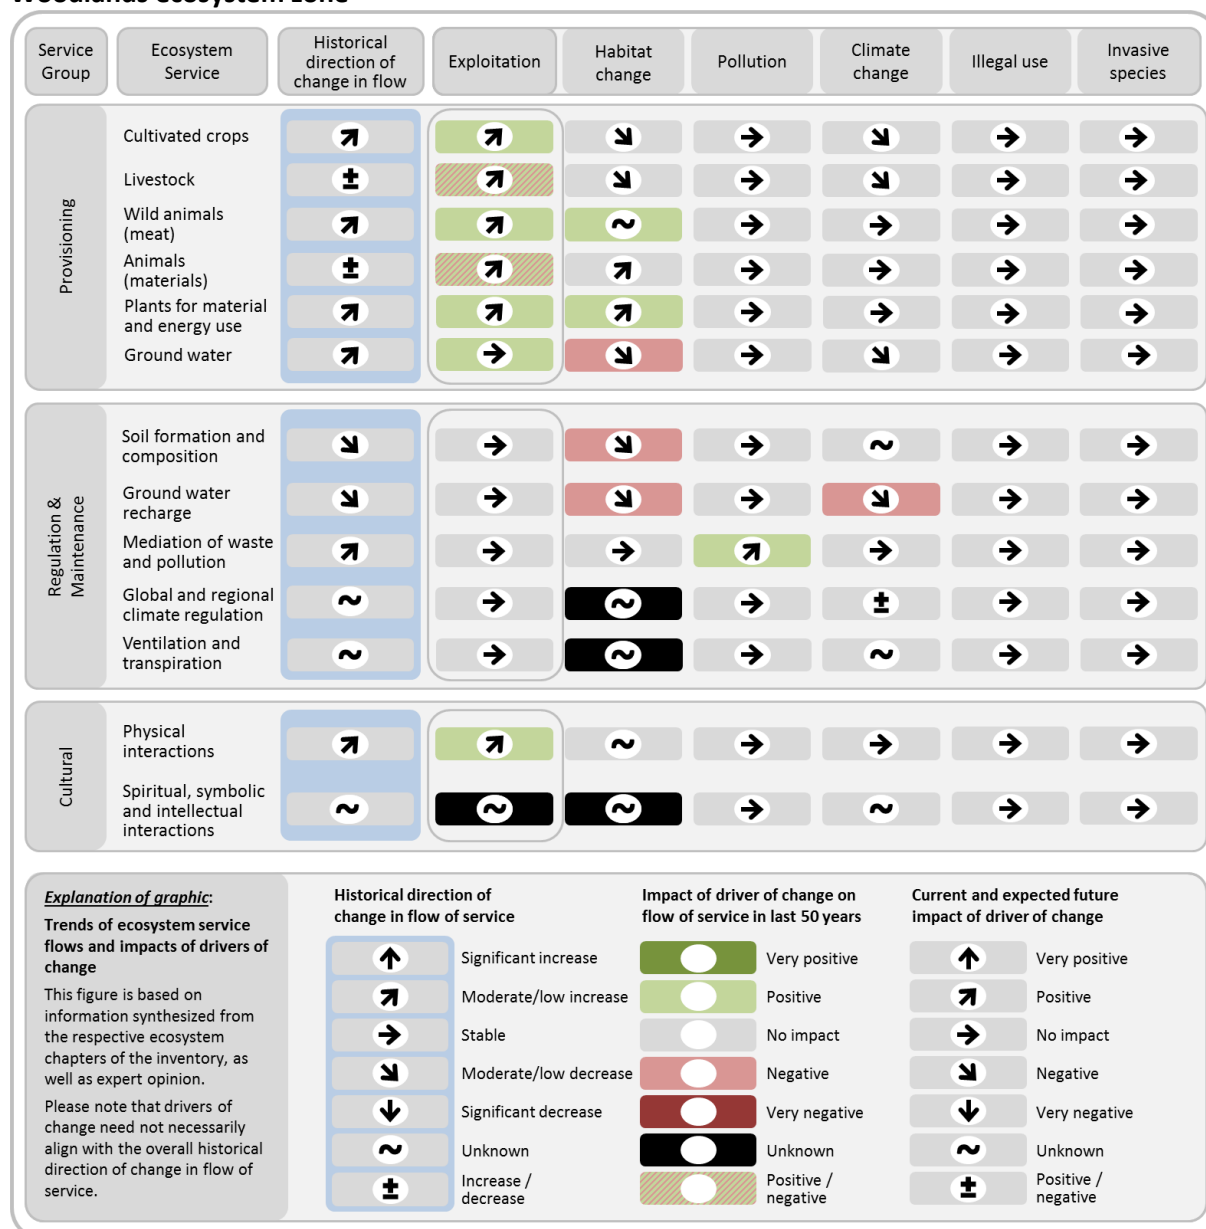 Woodlands ecosystem zone
Service
Group
Ecosystem
Service
Historical
direction of
change in flow
Exploitation
Habitat
change
Pollution
Climate
change
Illegal use
Invasive
species
Provisioning
Cultivated crops
Livestock
Wild animals
(meat)
Animals
(materials)
Plants for material
and energy use
Ground water
Regulation &
Maintenance
Soil formation and
composition
Ground water
recharge
Mediation of waste
and pollution
Global and regional
climate regulation
Ventilation and
transpiration
Cultural
Physical
interactions
Spiritual, symbolic
and intellectual
interactions
Explanation of graphic:
Trends of ecosystem service
flows and impacts of drivers of
change
This figure is based on
information synthesized from
the respective ecosystem
chapters of the inventory, as
well as expert opinion.
Please note that drivers of
change need not necessarily
align with the overall historical
direction of change in flow of
service.
Historical direction of
change in flow of service
Significant increase
Moderate/low increase
Stable
Moderate/low decrease
Significant decrease
Unknown
Increase /
decrease
Impact of driver of change on
flow of service in last 50 years
Very positive
Positive
No impact
Negative
Very negative
Unknown
Positive /
negative
Current and expected future
impact of driver of change
Very positive
Positive
No impact
Negative
Very negative
Unknown
Positive /
negative